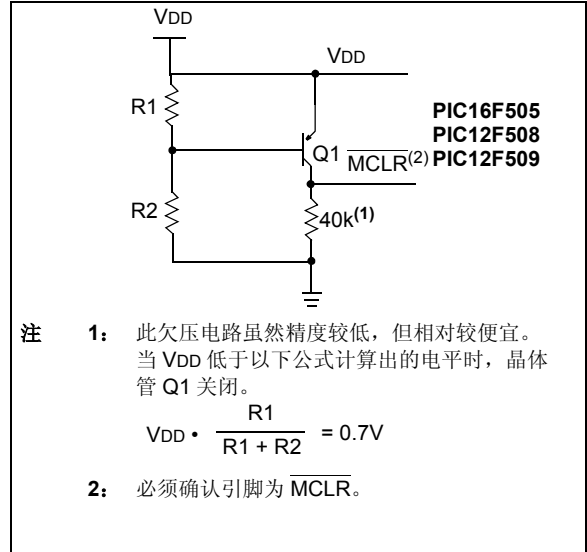 VDD
VDD
R1
PIC16F505
PIC12F508
Q1 MCLR(2) PIC12F509
R2
40k(1)
注 1： 此欠压电路虽然精度较低，但相对较便宜。
当 VDD 低于以下公式计算出的电平时，晶体
管 Q1 关闭。
VDD • R1 / R1 + R2 = 0.7V
2： 必须确认引脚为 MCLR。